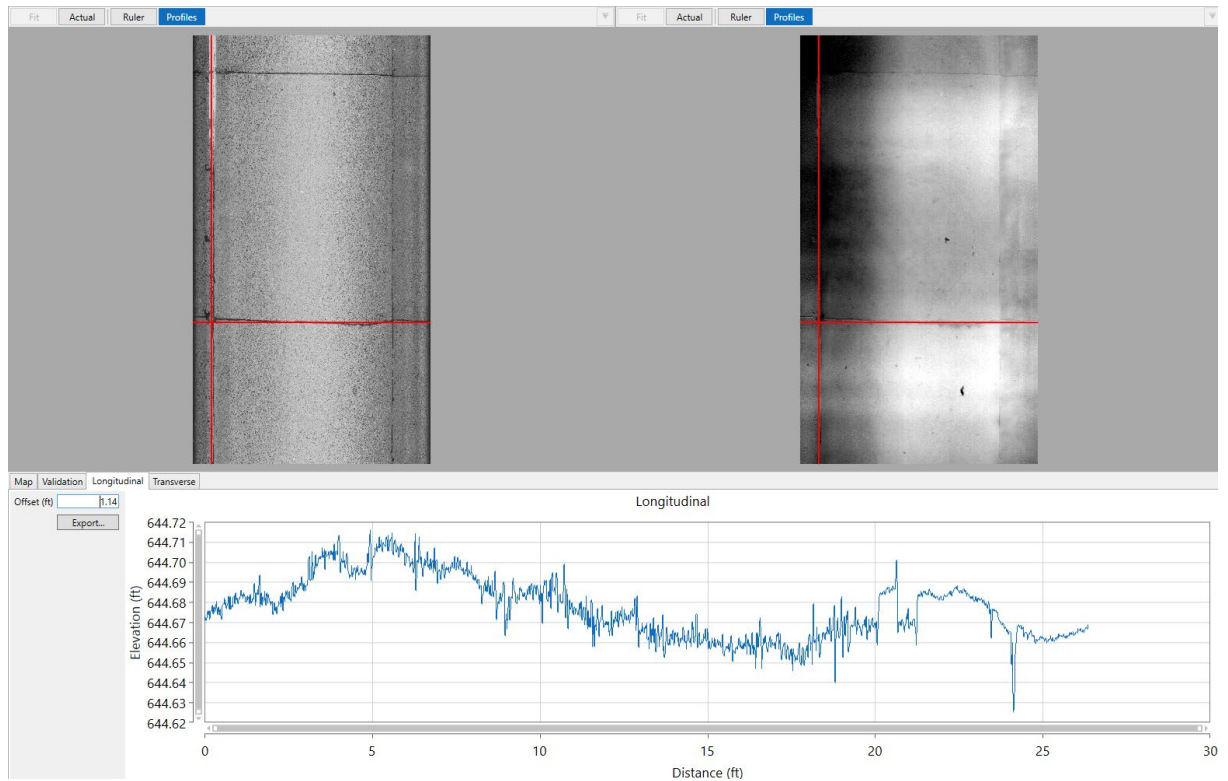 Fit Actual Ruler Profiles
Fit Actual Ruler Profiles
Map Validation Longitudinal Transverse
Offset (ft) 1.14
Export...
Longitudinal
644.72
644.71
644.70
644.69
644.68
644.67
644.66
644.65
644.64
644.63
644.62
Elevation (ft)
0 5 10 15 20 25 30
Distance (ft)